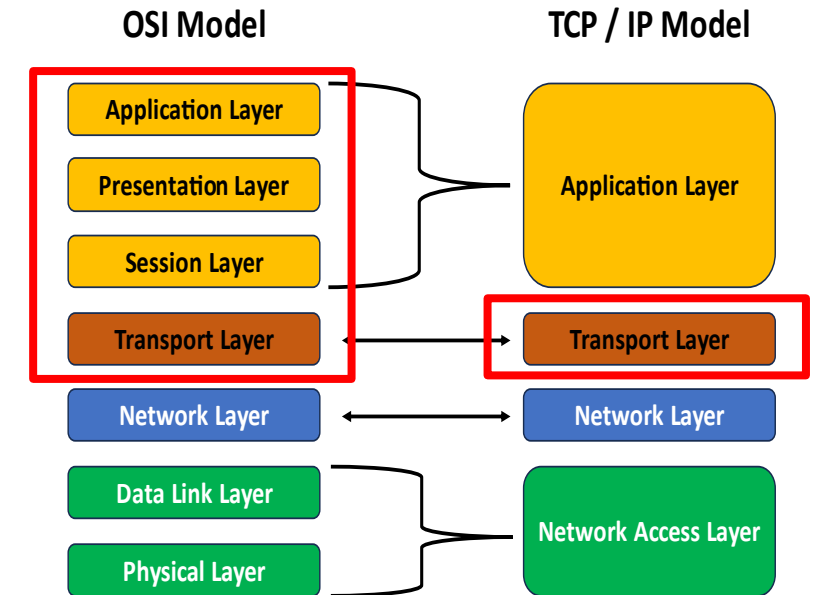 OSI Model
TCP / IP Model
Application Layer
Presentation Layer
Session Layer
Transport Layer
Network Layer
Data Link Layer
Physical Layer
Application Layer
Transport Layer
Network Layer
Network Access Layer